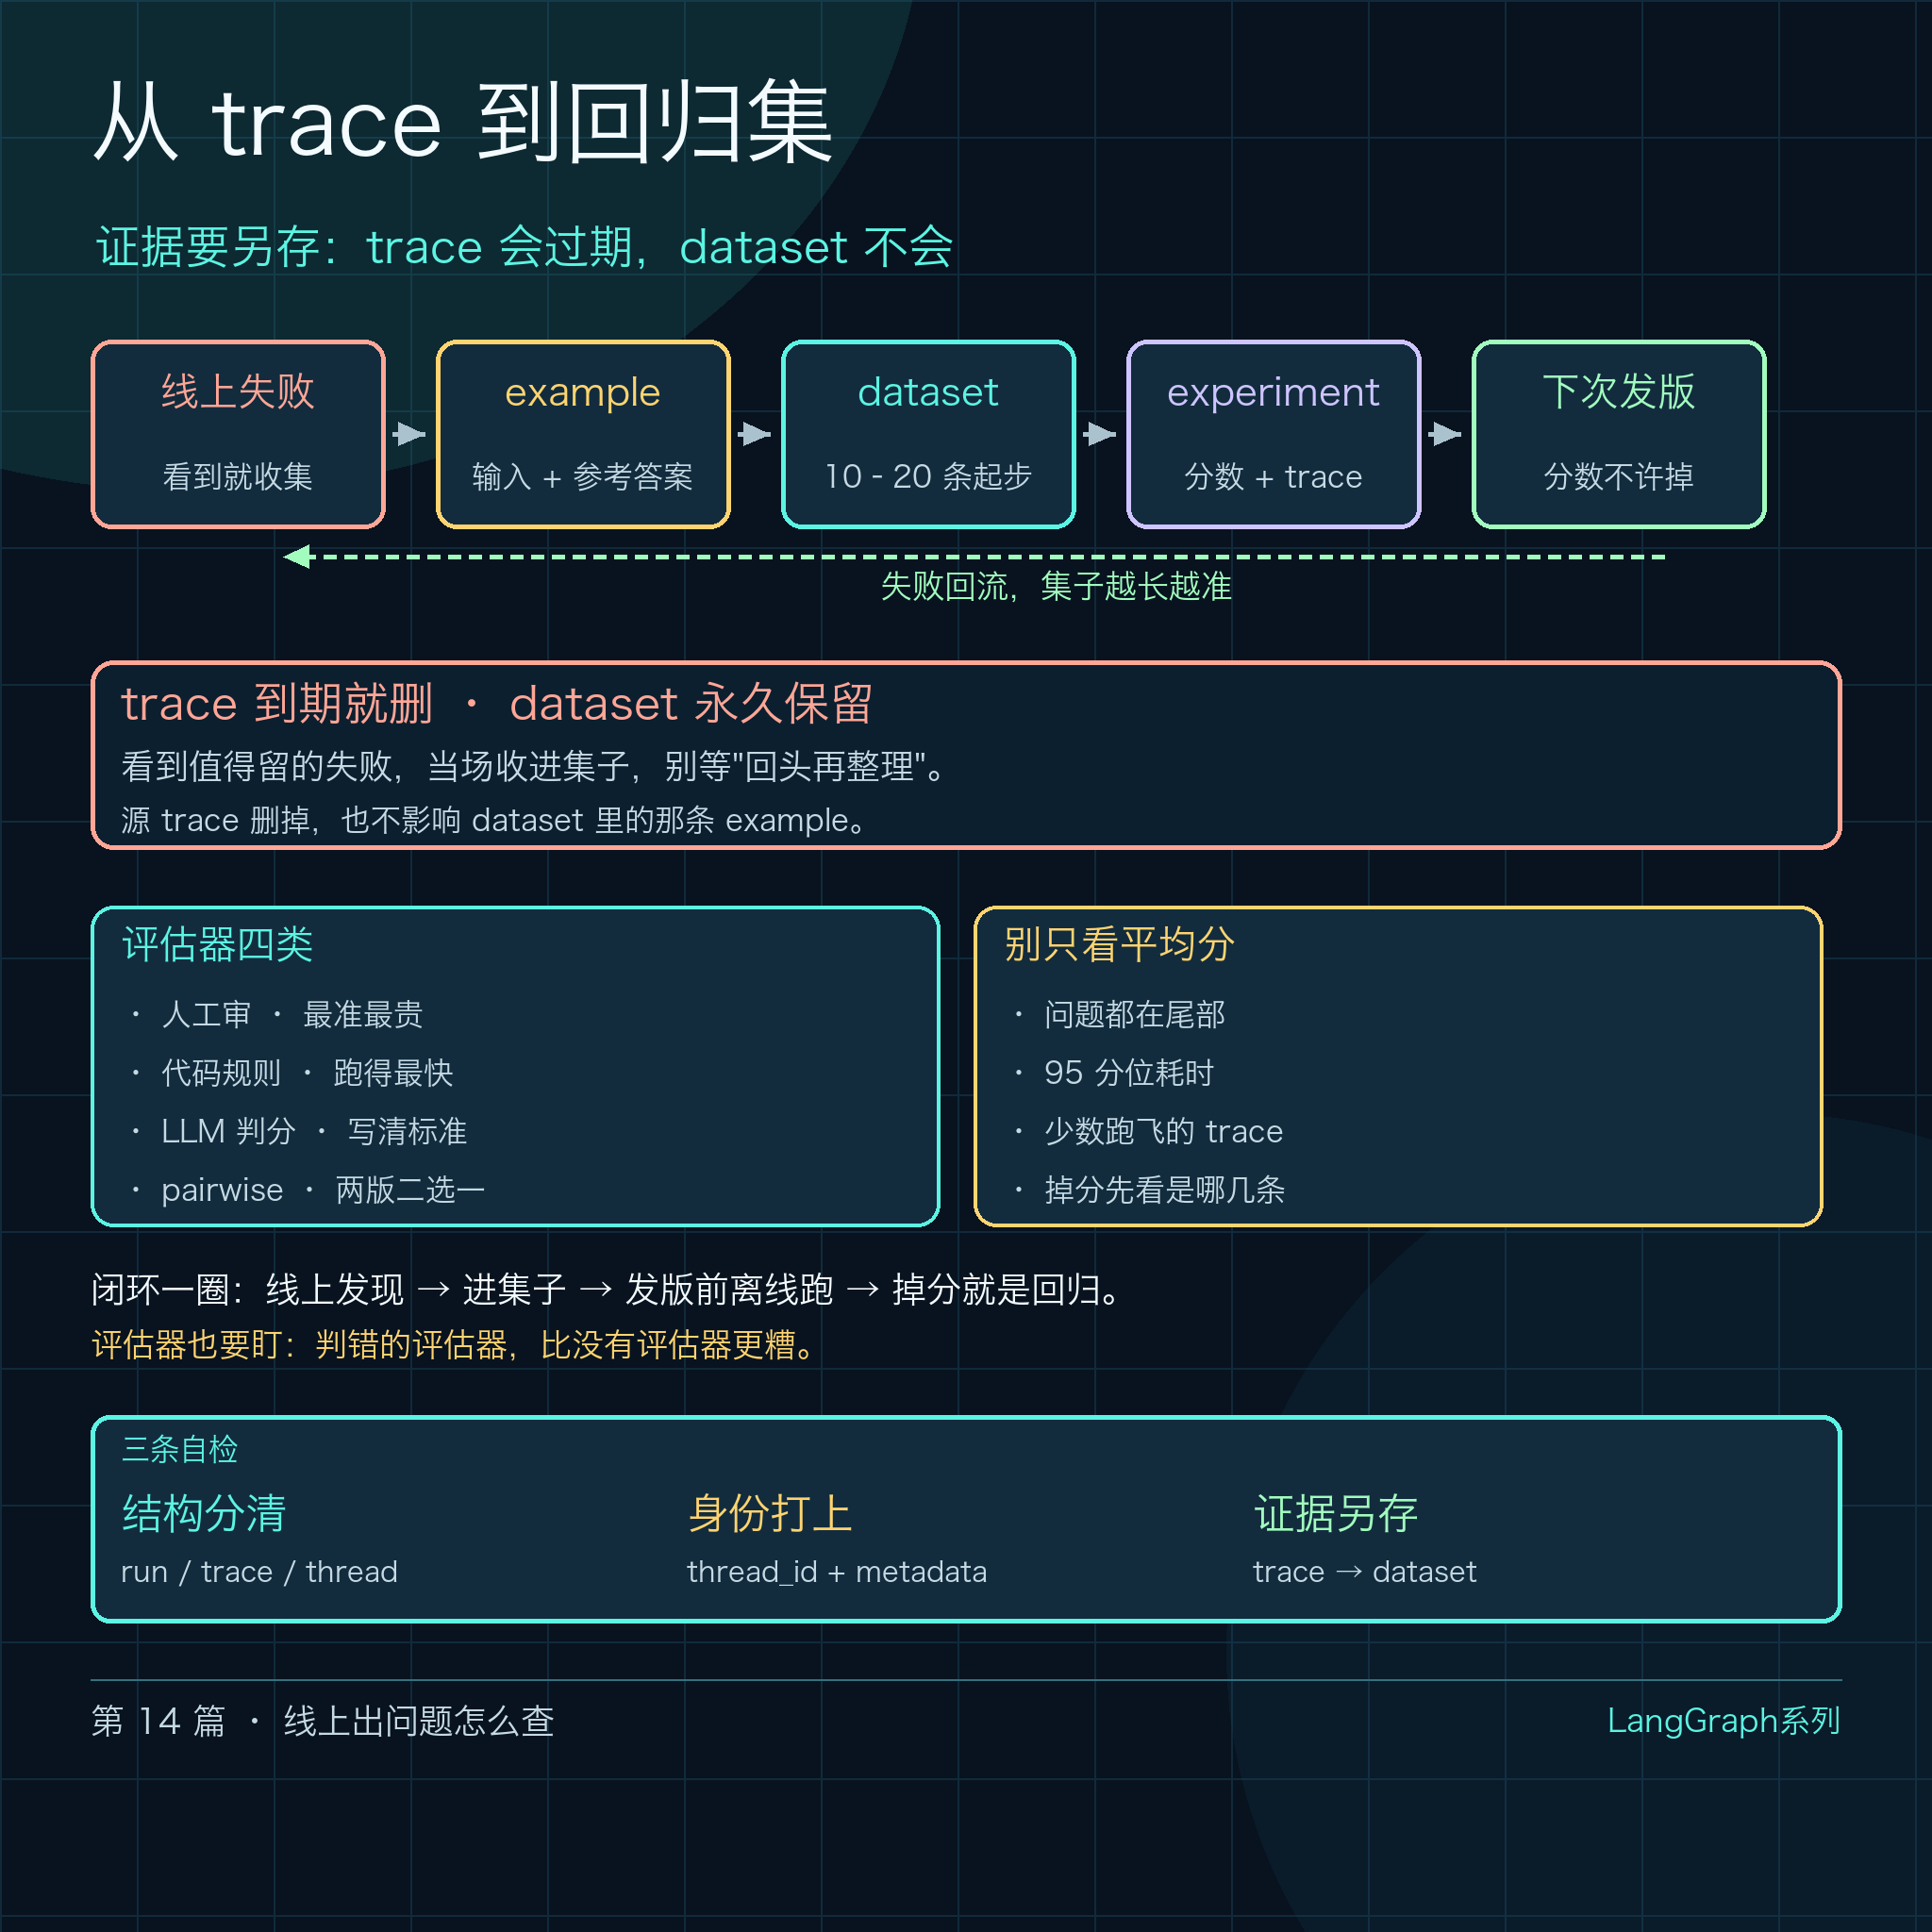 从 trace 到回归集
证据要另存：trace 会过期，dataset 不会
线上失败
看到就收集
example
输入 + 参考答案
dataset
10 - 20 条起步
experiment
分数 + trace
下次发版
分数不许掉
失败回流，集子越长越准
trace 到期就删 · dataset 永久保留
看到值得留的失败，当场收进集子，别等"回头再整理"。
源 trace 删掉，也不影响 dataset 里的那条 example。
评估器四类
· 人工审 · 最准最贵
· 代码规则 · 跑得最快
· LLM 判分 · 写清标准
· pairwise · 两版二选一
别只看平均分
· 问题都在尾部
· 95 分位耗时
· 少数跑飞的 trace
· 掉分先看是哪几条
闭环一圈：线上发现 → 进集子 → 发版前离线跑 → 掉分就是回归。
评估器也要盯：判错的评估器，比没有评估器更糟。
三条自检
结构分清
run / trace / thread
身份打上
thread_id + metadata
证据另存
trace → dataset
第 14 篇 · 线上出问题怎么查
LangGraph系列